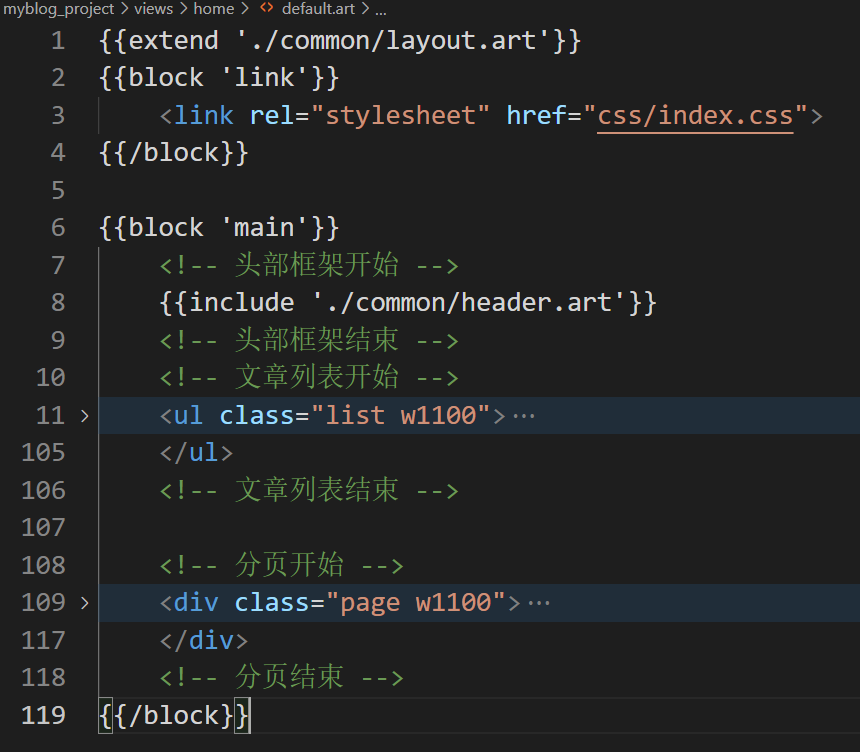 myblog_project > views > home > <> default.art > ...
1 {{extend './common/layout.art'}}
2 {{block 'link'}}
3 <link rel="stylesheet" href="css/index.css">
4 {{/block}}
5
6 {{block 'main'}}
7 <!-- 头部框架开始 -->
8 {{include './common/header.art'}}
9 <!-- 头部框架结束 -->
10 <!-- 文章列表开始 -->
11 > <ul class="list w1100">···
105 </ul>
106 <!-- 文章列表结束 -->
107
108 <!-- 分页开始 -->
109 > <div class="page w1100">···
117 </div>
118 <!-- 分页结束 -->
119 {{/block}}